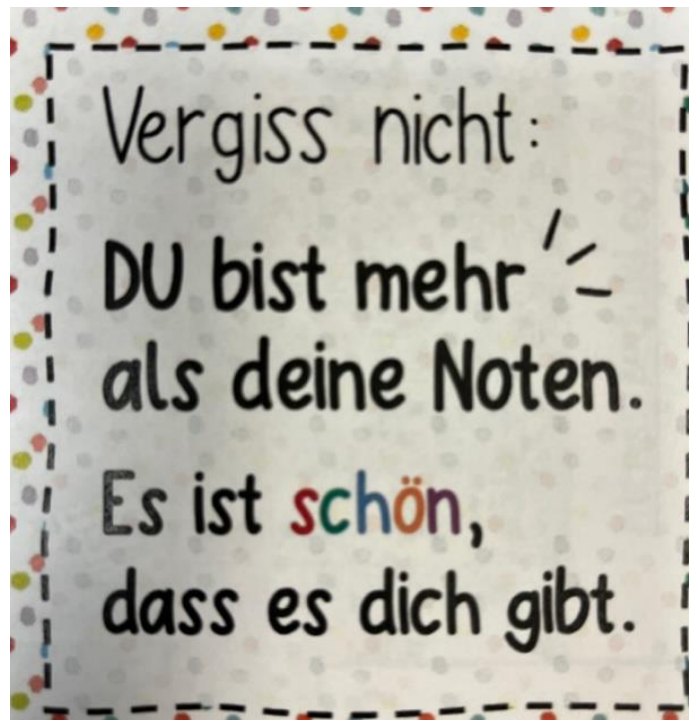 Vergiss nicht:
DU bist mehr
als deine Noten.
Es ist schön,
dass es dich gibt.